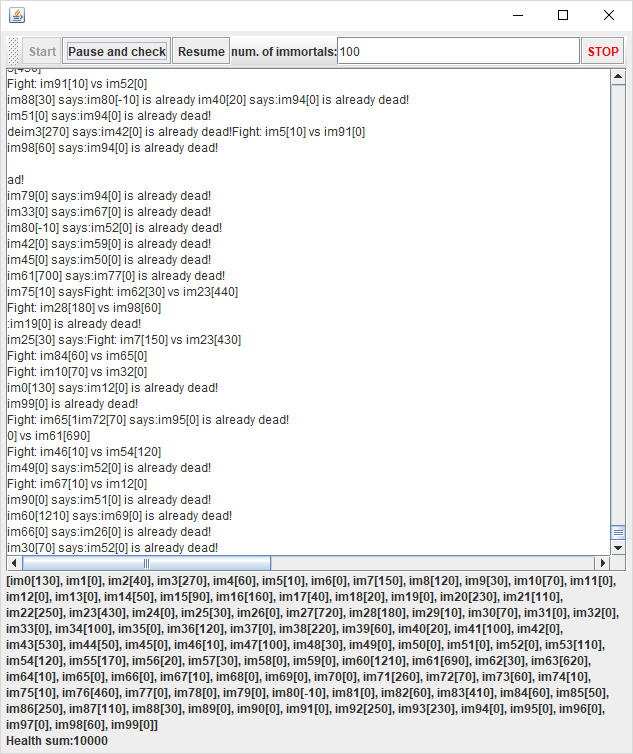 Start Pause and check Resume num. of immortals: 100 STOP
Fight: im91[10] vs im52[0]
im88[30] says:im80[-10] is already im40[20] says:im94[0] is already dead!
im51[0] says:im94[0] is already dead!
deim3[270] says:im42[0] is already dead!Fight: im5[10] vs im91[0]
im98[60] says:im94[0] is already dead!
ad!
im79[0] says:im94[0] is already dead!
im33[0] says:im67[0] is already dead!
im80[-10] says:im52[0] is already dead!
im42[0] says:im59[0] is already dead!
im45[0] says:im50[0] is already dead!
im61[700] says:im77[0] is already dead!
im75[10] saysFight: im62[30] vs im23[440]
Fight: im28[180] vs im98[60]
:im19[0] is already dead!
im25[30] says:Fight: im7[150] vs im23[430]
Fight: im84[60] vs im65[0]
Fight: im10[70] vs im32[0]
im0[130] says:im12[0] is already dead!
im99[0] is already dead!
Fight: im65[1im72[70] says:im95[0] is already dead!
0] vs im61[690]
Fight: im46[10] vs im54[120]
im49[0] says:im52[0] is already dead!
Fight: im67[10] vs im12[0]
im90[0] says:im51[0] is already dead!
im60[1210] says:im69[0] is already dead!
im66[0] says:im26[0] is already dead!
im30[70] says:im52[0] is already dead!
[im0[130], im1[0], im2[40], im3[270], im4[60], im5[10], im6[0], im7[150], im8[120], im9[30], im10[70], im11[0],
im12[0], im13[0], im14[50], im15[90], im16[160], im17[40], im18[20], im19[0], im20[230], im21[110],
im22[250], im23[430], im24[0], im25[30], im26[0], im27[720], im28[180], im29[10], im30[70], im31[0], im32[0],
im33[0], im34[100], im35[0], im36[120], im37[0], im38[220], im39[60], im40[20], im41[100], im42[0],
im43[530], im44[50], im45[0], im46[10], im47[100], im48[30], im49[0], im50[0], im51[0], im52[0], im53[110],
im54[120], im55[170], im56[20], im57[30], im58[0], im59[0], im60[1210], im61[690], im62[30], im63[620],
im64[10], im65[0], im66[0], im67[10], im68[0], im69[0], im70[0], im71[260], im72[70], im73[60], im74[10],
im75[10], im76[460], im77[0], im78[0], im79[0], im80[-10], im81[0], im82[60], im83[410], im84[60], im85[50],
im86[250], im87[110], im88[30], im89[0], im90[0], im91[0], im92[250], im93[230], im94[0], im95[0], im96[0],
im97[0], im98[60], im99[0]]
Health sum:10000